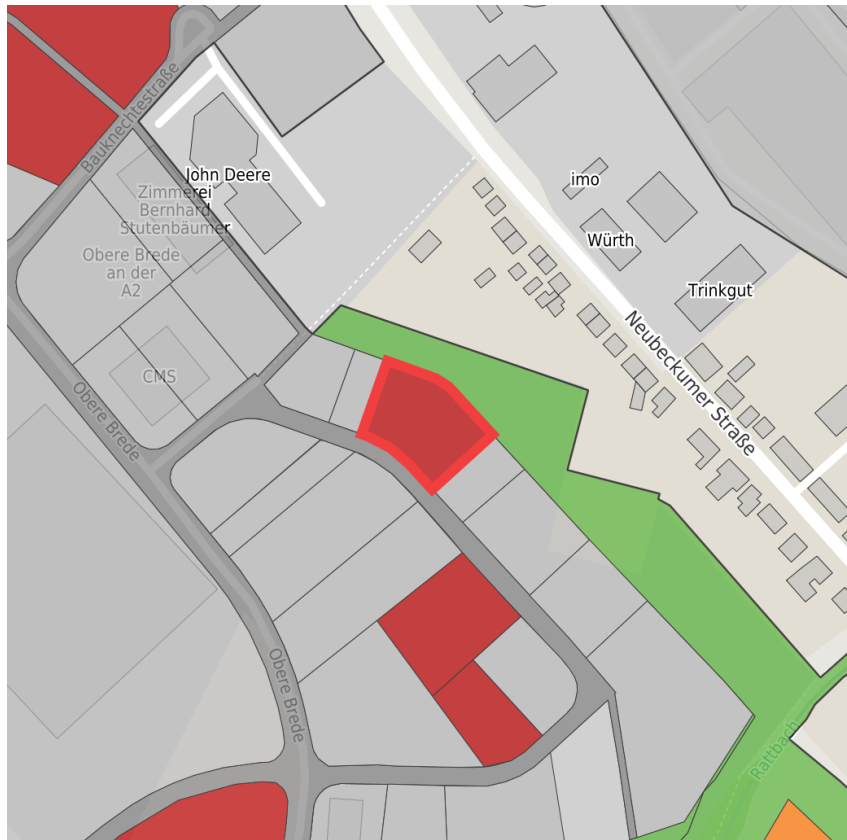 Bauknechtestraße
John Deere
Zimmerei
Bernhard
Stutenbäumer
Obere Brede
an der
A2
imo
Würth
Trinkgut
Neubeckumer Straße
CMS
Obere Brede
Obere Brede
Rattbach